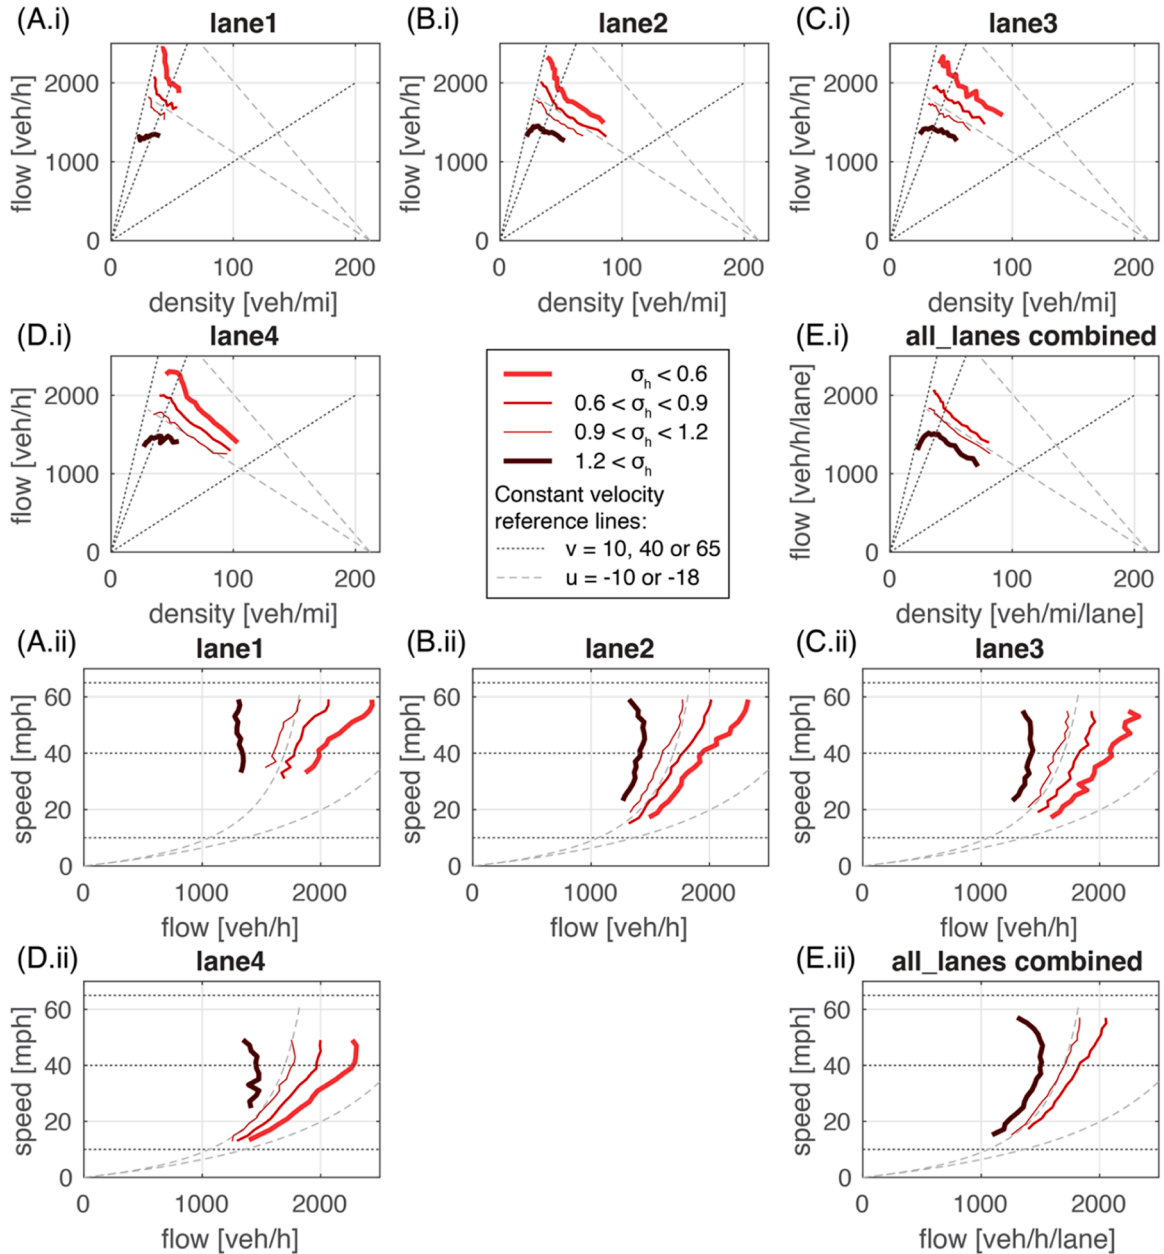 (A.i) lane1
flow [veh/h]
2000
1000
0
0 100 200
density [veh/mi]
(B.i) lane2
flow [veh/h]
2000
1000
0
0 100 200
density [veh/mi]
(C.i) lane3
flow [veh/h]
2000
1000
0
0 100 200
density [veh/mi]
(D.i) lane4
flow [veh/h]
2000
1000
0
0 100 200
density [veh/mi]
σh < 0.6
0.6 < σh < 0.9
0.9 < σh < 1.2
1.2 < σh
Constant velocity
reference lines:
v = 10, 40 or 65
u = -10 or -18
(E.i) all_lanes combined
flow [veh/h/lane]
2000
1000
0
0 100 200
density [veh/mi/lane]
(A.ii) lane1
speed [mph]
60
40
20
0
0 1000 2000
flow [veh/h]
(B.ii) lane2
speed [mph]
60
40
20
0
0 1000 2000
flow [veh/h]
(C.ii) lane3
speed [mph]
60
40
20
0
0 1000 2000
flow [veh/h]
(D.ii) lane4
speed [mph]
60
40
20
0
0 1000 2000
flow [veh/h]
(E.ii) all_lanes combined
speed [mph]
60
40
20
0
0 1000 2000
flow [veh/h/lane]